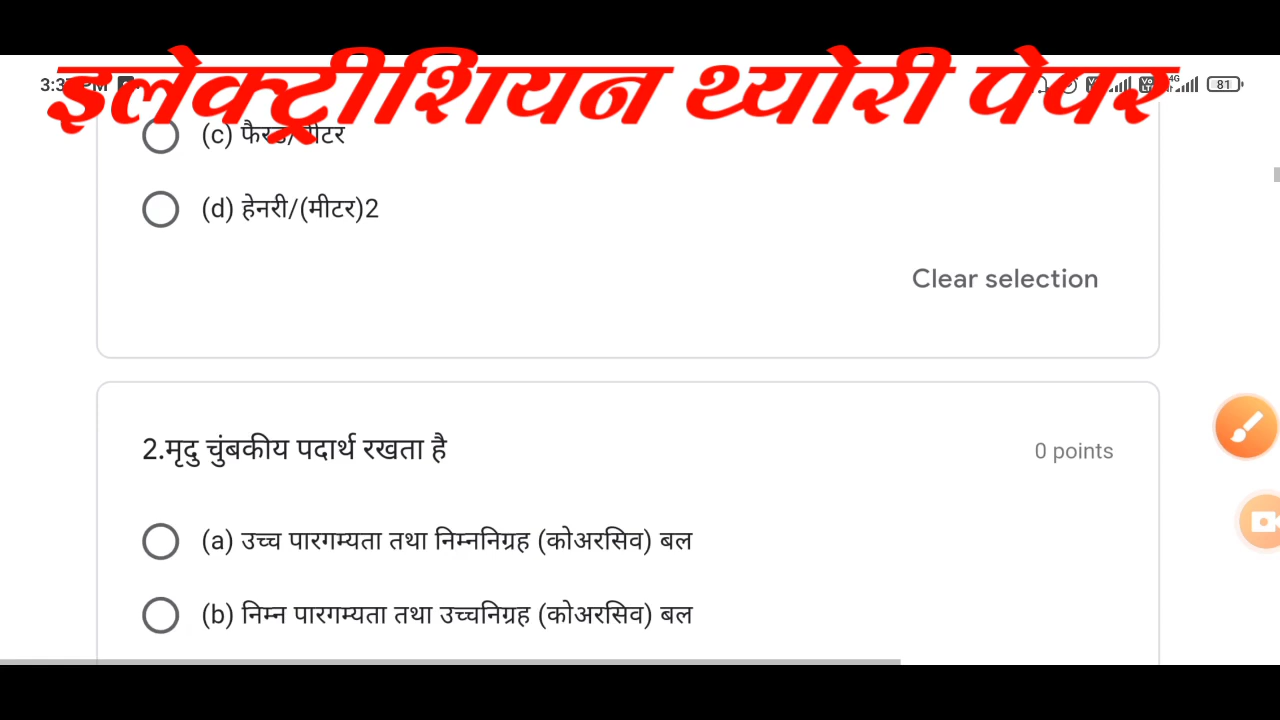 इलेक्ट्रीशियन थ्योरी पेपर
81
(c)
(d) हेनरी/(मीटर)2
Clear selection
2.मृदु चुंबकीय पदार्थ रखता है
0 points
(a) उच्च पारगम्यता तथा निम्ननिग्रह (कोअरसिव) बल
(b) निम्न पारगम्यता तथा उच्चनिग्रह (कोअरसिव) बल